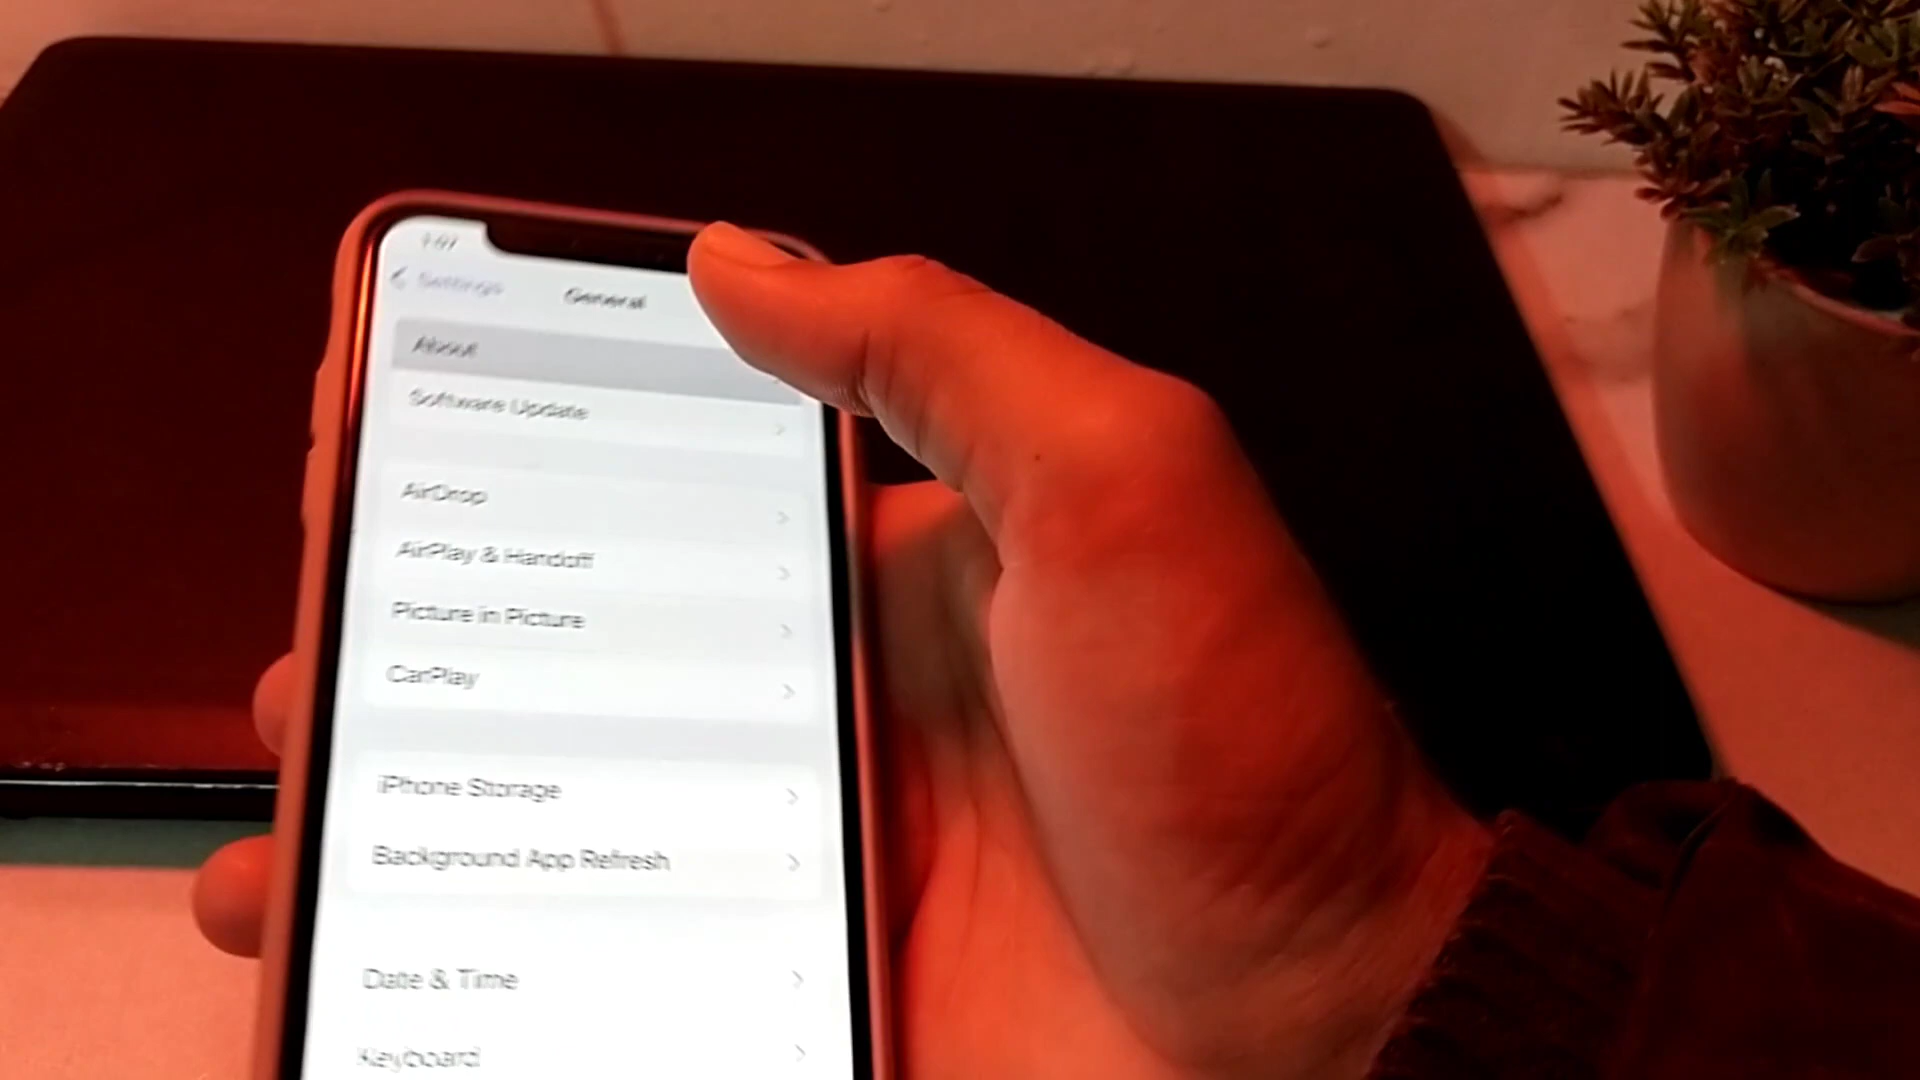 Settings
General
About
Software Update
AirDrop
AirPlay & Handoff
Picture in Picture
CarPlay
iPhone Storage
Background App Refresh
Date & Time
Keyboard